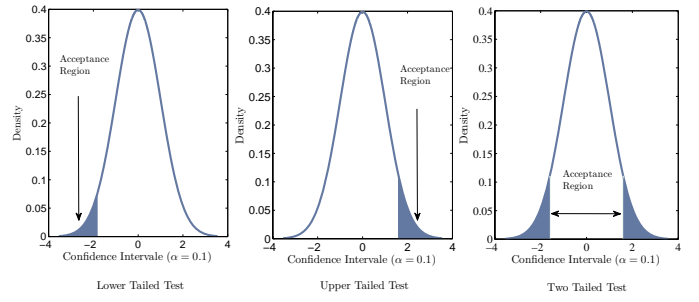 0.4
0.35
0.3
0.25
0.2
0.15
0.1
0.05
0
−4
−2
0
2
4
Density
Acceptance
Region
Confidence Intervale (α = 0.1)
Lower Tailed Test
0.4
0.35
0.3
0.25
0.2
0.15
0.1
0.05
0
−4
−2
0
2
4
Density
Acceptance
Region
Confidence Intervale (α = 0.1)
Upper Tailed Test
0.4
0.35
0.3
0.25
0.2
0.15
0.1
0.05
0
−4
−2
0
2
4
Density
Acceptance
Region
Confidence Intervale (α = 0.1)
Two Tailed Test